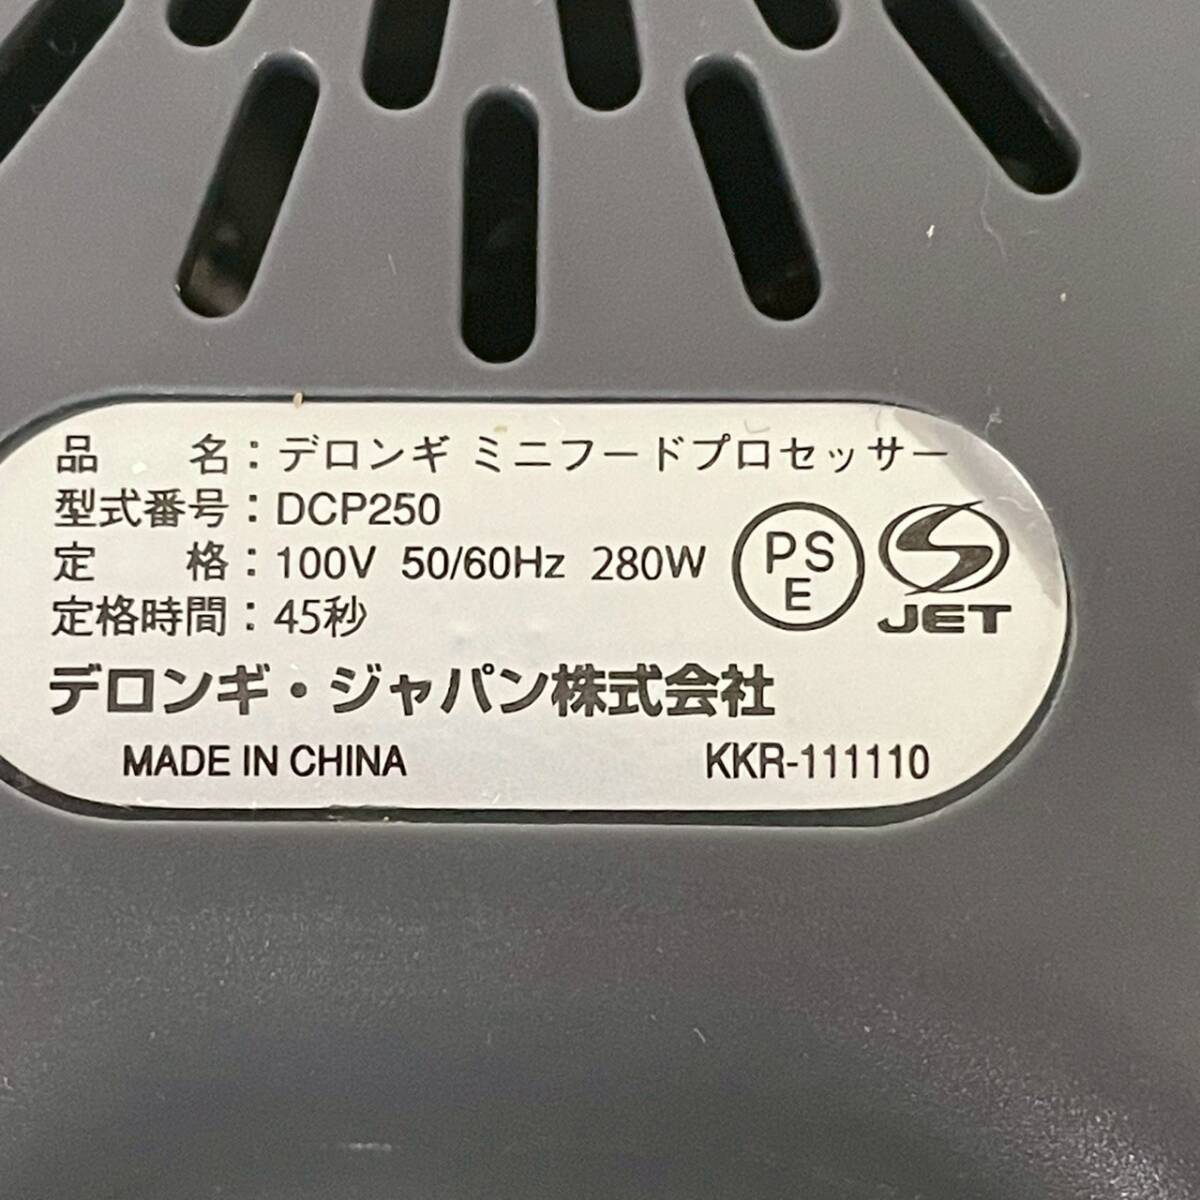 品 名：デロンギ ミニフードプロセッサー
型式番号：DCP250
定 格：100V 50/60Hz 280W
定格時間：45秒
PS
E
JET
デロンギ・ジャパン株式会社
MADE IN CHINA KKR-111110